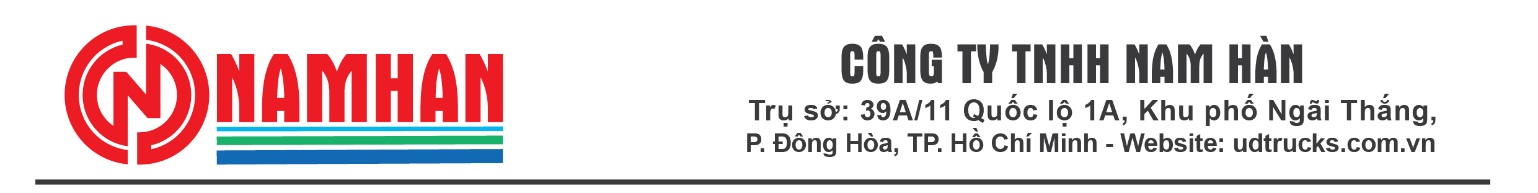 NAMHAN
CÔNG TY TNHH NAM HÀN
Trụ sở: 39A/11 Quốc lộ 1A, Khu phố Ngãi Thắng,
P. Đông Hòa, TP. Hồ Chí Minh - Website: udtrucks.com.vn